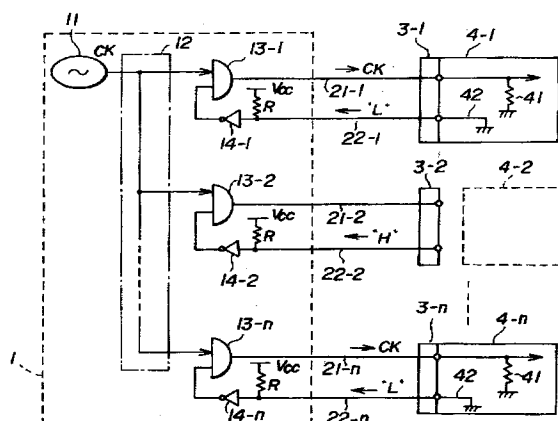 11
CK
12
13-1
Vcc
R
14-1
CK
21-1
"L"
22-1
3-1
4-1
42
41
13-2
Vcc
R
14-2
21-2
"H"
22-2
3-2
4-2
13-n
Vcc
R
14-n
CK
21-n
"L"
22-n
3-n
4-n
42
41
1